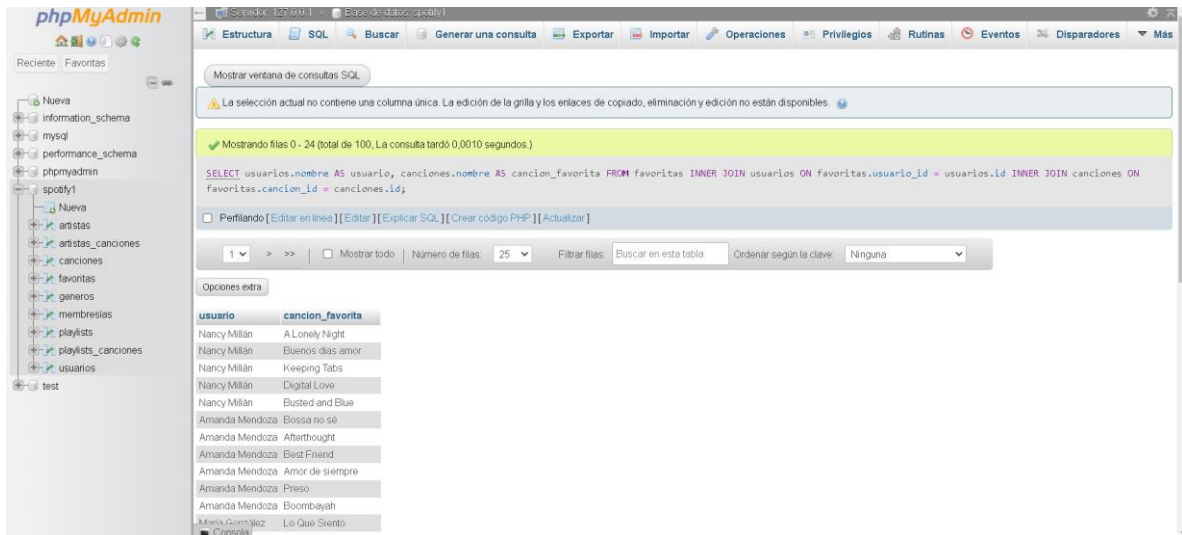 phpMyAdmin
Reciente Favoritas
Nueva
information_schema
mysql
performance_schema
phpmyadmin
spotify1
Nueva
artistas
artistas_canciones
canciones
favoritas
generos
membresías
playlists
playlists_canciones
usuarios
test
Servidor: 127.0.0.1 » Base de datos: spotify1
Estructura SQL Buscar Generar una consulta Exportar Importar Operaciones Privilegios Rutinas Eventos Disparadores Más
Mostrar ventana de consultas SQL
La selección actual no contiene una columna única. La edición de la grilla y los enlaces de copiado, eliminación y edición no están disponibles.
Mostrando filas 0 - 24 (total de 100, La consulta tardó 0,0010 segundos.)
SELECT usuarios.nombre AS usuario, canciones.nombre AS cancion_favorita FROM favoritas INNER JOIN usuarios ON favoritas.usuario_id = usuarios.id INNER JOIN canciones ON
favoritas.cancion_id = canciones.id;
Perfilando [ Editar en línea ] [ Editar ] [ Explicar SQL ] [ Crear código PHP ] [ Actualizar ]
1 > >> | Mostrar todo | Número de filas: 25 Filtrar filas: Buscar en esta tabla Ordenar según la clave: Ninguna
Opciones extra
usuario cancion_favorita
Nancy Millán A Lonely Night
Nancy Millán Buenos días amor
Nancy Millán Keeping Tabs
Nancy Millán Digital Love
Nancy Millán Busted and Blue
Amanda Mendoza Bossa no sé
Amanda Mendoza Afterthought
Amanda Mendoza Best Friend
Amanda Mendoza Amor de siempre
Amanda Mendoza Preso
Amanda Mendoza Boombayah
María González Lo Que Siento
Consola